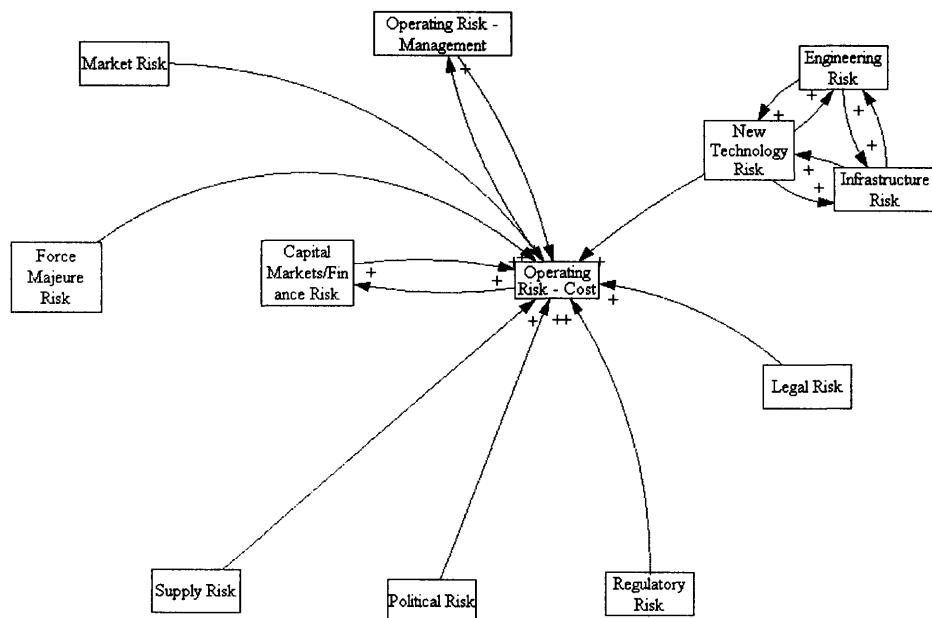 Operating Risk -
Management
Market Risk
+
Engineering
Risk
+
+
+
New
Technology
Risk
+
+
+
Infrastructure
Risk
Force
Majeure
Risk
Capital
Markets/Fin
ance Risk
+
+
Operating
Risk - Cost
+
+
++
Legal Risk
Supply Risk
Political Risk
Regulatory
Risk